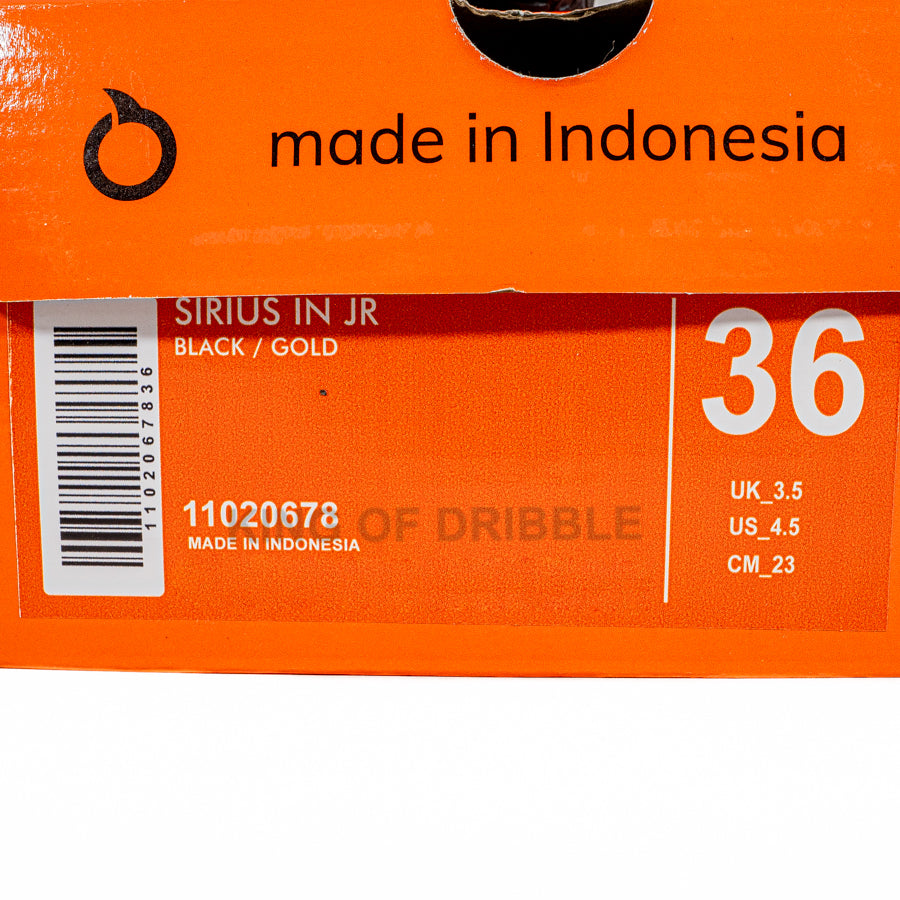 made in Indonesia
SIRIUS IN JR
BLACK / GOLD
1102067836
11020678
OF DRIBBLE
MADE IN INDONESIA
36
UK_3.5
US_4.5
CM_23